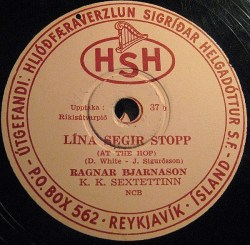 ÚTGEFANDI: HLJÓÐFÆRAVERZLUN SIGRÍÐAR HELGADÓTTUR S.F.
HSH
Upptaka : 37 b
Ríkisútvarpið
LÍNA SEGIR STOPP
(AT THE HOP)
(D. White - J. Sigurðsson)
RAGNAR BJARNASON
K. K. SEXTETTINN
NCB
P.O. BOX 562 · REYKJAVÍK · ÍSLAND -